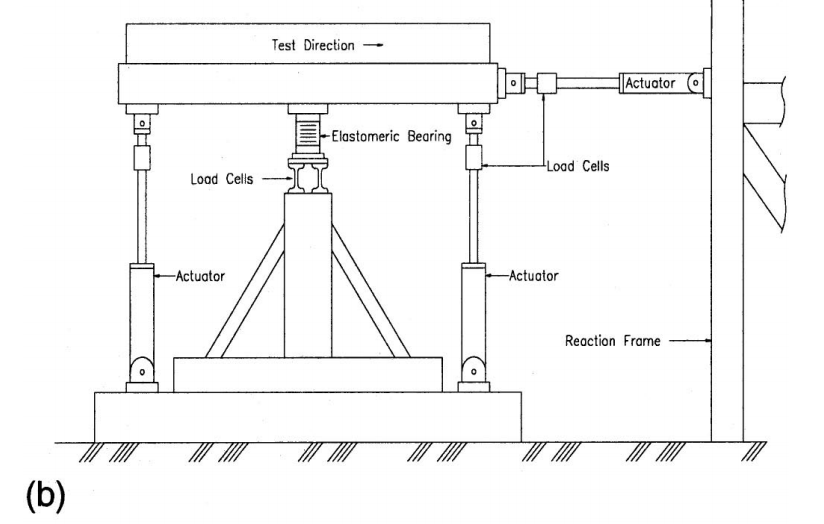 Test Direction
Actuator
Elastomeric Bearing
Load Cells
Load Cells
Actuator
Actuator
Reaction Frame
(b)